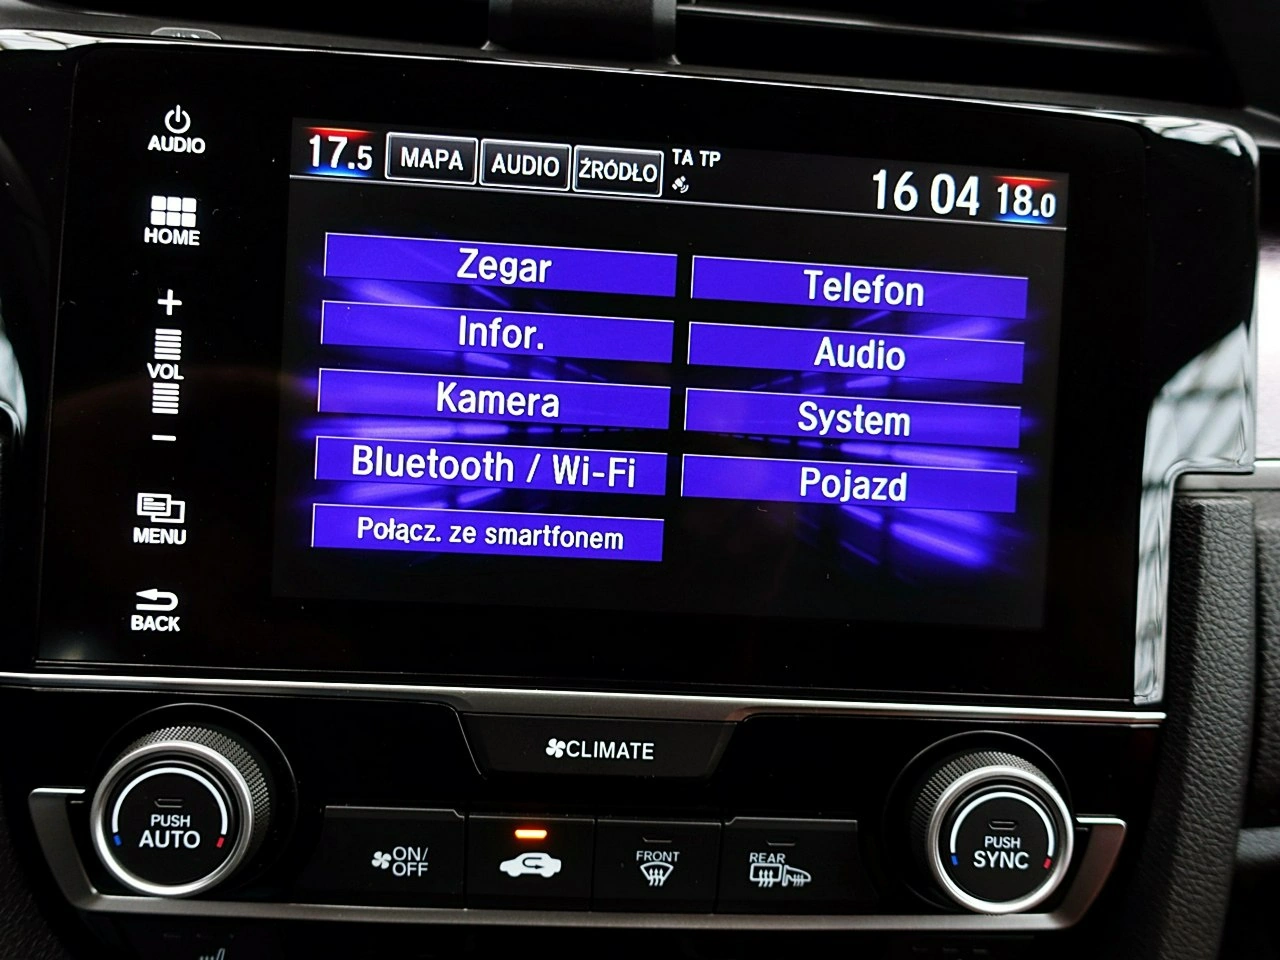 AUDIO
HOME
VOL
MENU
BACK
17.5 MAPA AUDIO ŹRÓDŁO TA TP 16 04 18.0
Zegar
Telefon
Infor.
Audio
Kamera
System
Bluetooth / Wi-Fi
Pojazd
Połącz. ze smartfonem
CLIMATE
PUSH
AUTO
ON/
OFF
FRONT
REAR
PUSH
SYNC